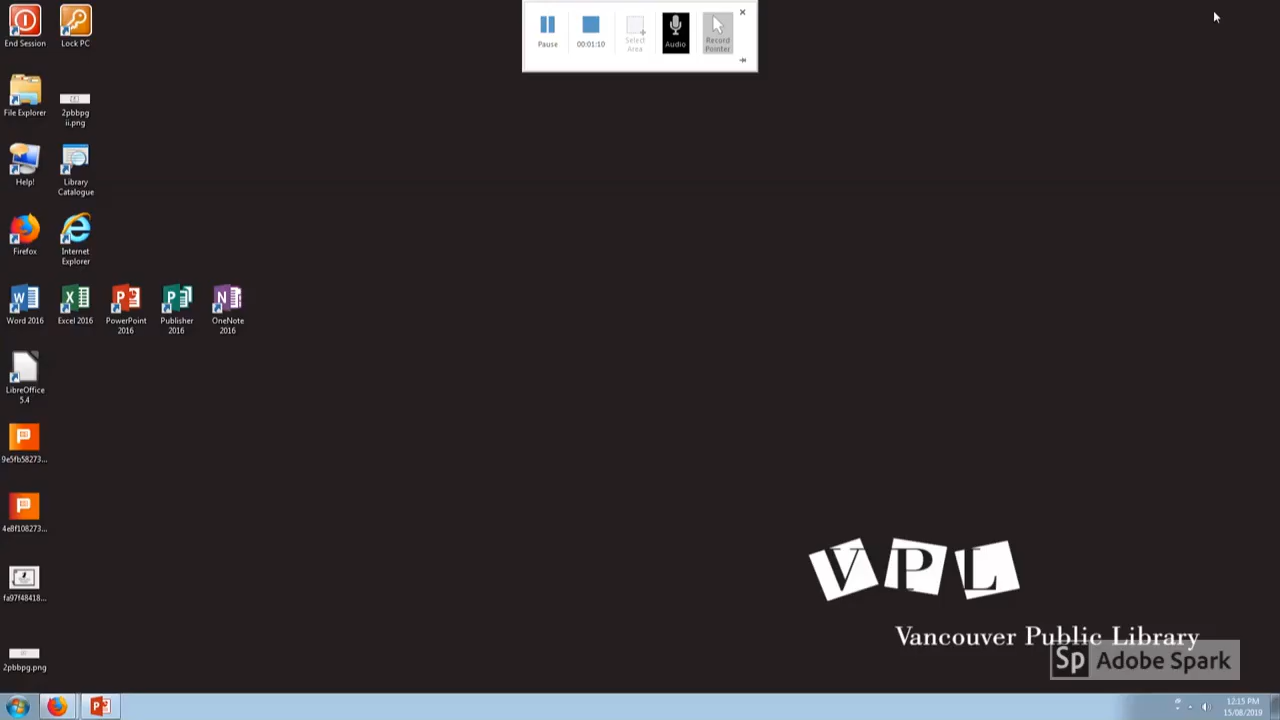 End Session
Lock PC
File Explorer
2pbbpg
ii.png
Help!
Library
Catalogue
Firefox
Internet
Explorer
Word 2016
Excel 2016
PowerPoint
2016
Publisher
2016
OneNote
2016
LibreOffice
5.4
9e5fb58273...
4e8f108273...
fa97f48418...
2pbbpg.png
Pause
00:01:10
Select
Area
Audio
Record
Pointer
VPL
Vancouver Public Library
Sp Adobe Spark
12:15 PM
15/08/2019